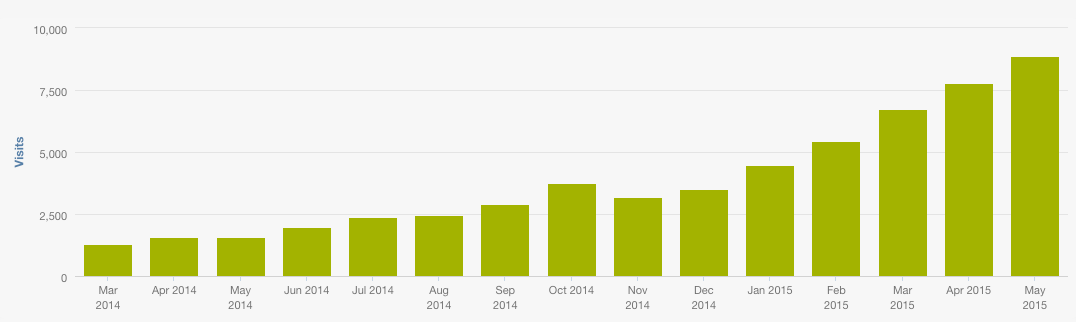 10,000
7,500
5,000
2,500
0
Visits
Mar
2014
Apr 2014
May
2014
Jun 2014
Jul 2014
Aug
2014
Sep
2014
Oct 2014
Nov
2014
Dec
2014
Jan 2015
Feb
2015
Mar
2015
Apr 2015
May
2015